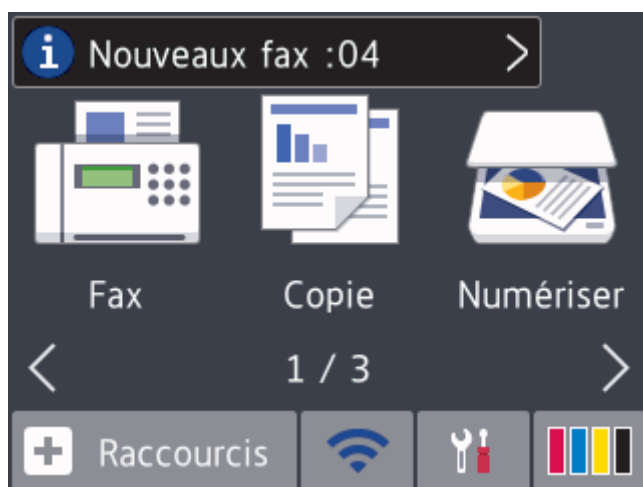 Nouveaux fax :04
Fax
Copie
Numériser
1 / 3
Raccourcis